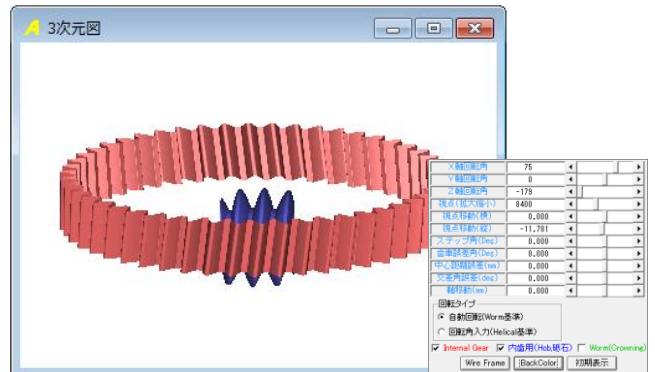 3次元図
X軸回転角 75
Y軸回転角 0
Z軸回転角 -179
視点(拡大縮小) 8400
視点移動(横) 0.000
視点移動(縦) -11.781
ステップ角(Deg) 0.000
歯車誤差角(Deg) 0.000
中心距離誤差(mm) 0.000
交差角誤差(deg) 0.000
軸移動(mm) 0.000
回転タイプ
自動回転(Worm基準)
回転角入力(Helical基準)
Internal Gear 内歯用(Hob,砥石) Worm(Crowning)
Wire Frame BackColor 初期表示